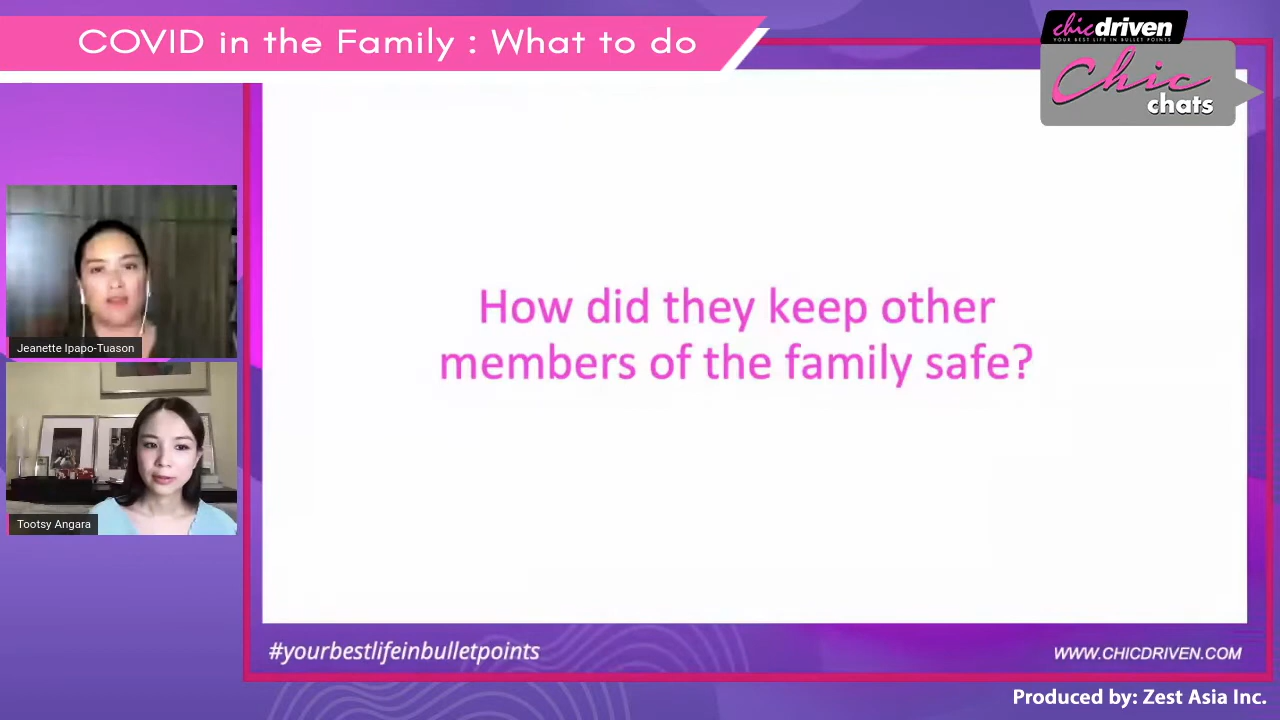 COVID in the Family : What to do
chicdriven
YOUR BEST LIFE IN BULLET POINTS
Chic
chats
Jeanette Ipapo-Tuason
Tootsy Angara
How did they keep other
members of the family safe?
#yourbestlifeinbulletpoints
WWW.CHICDRIVEN.COM
Produced by: Zest Asia Inc.